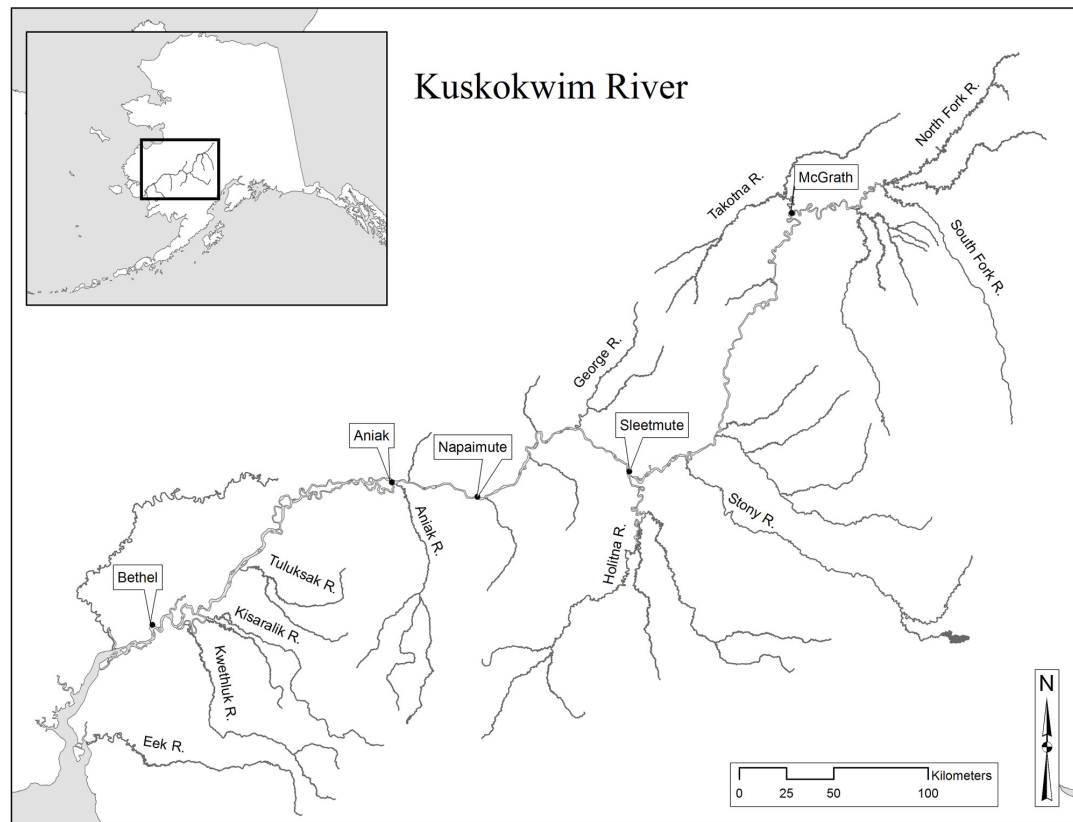 Kuskokwim River
North Fork R.
McGrath
Takotna R.
South Fork R.
George R.
Sleetmute
Aniak
Napaimute
Stony R.
Aniak R.
Holitna R.
Tuluksak R.
Bethel
Kisaralik R.
Kwethluk R.
Eek R.
N
Kilometers
0 25 50 100